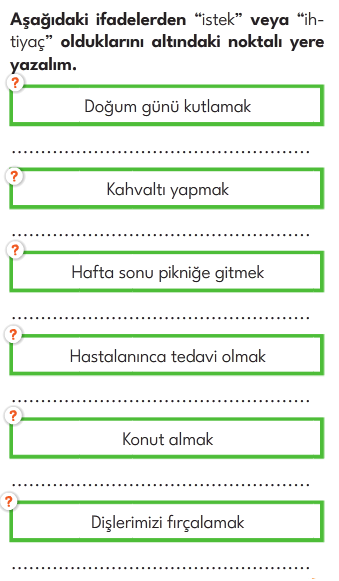 Aşağıdaki ifadelerden “istek” veya “ih-
tiyaç” olduklarını altındaki noktalı yere
yazalım.
?
Doğum günü kutlamak
..................................................
?
Kahvaltı yapmak
..................................................
?
Hafta sonu pikniğe gitmek
..................................................
?
Hastalanınca tedavi olmak
..................................................
?
Konut almak
..................................................
?
Dişlerimizi fırçalamak
..................................................